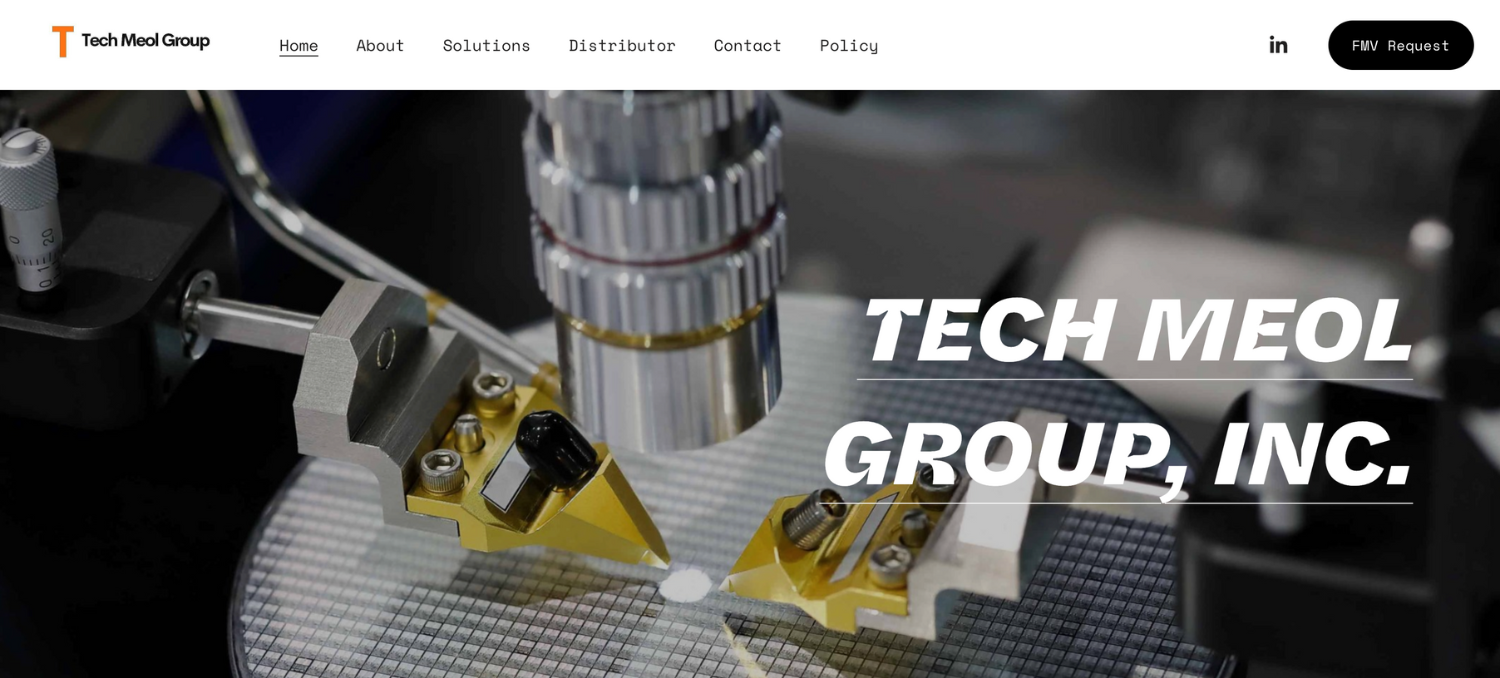 Tech Meol Group
Home About Solutions Distributor Contact Policy
in
FMV Request
0 20
0 1
TECH MEOL
GROUP, INC.